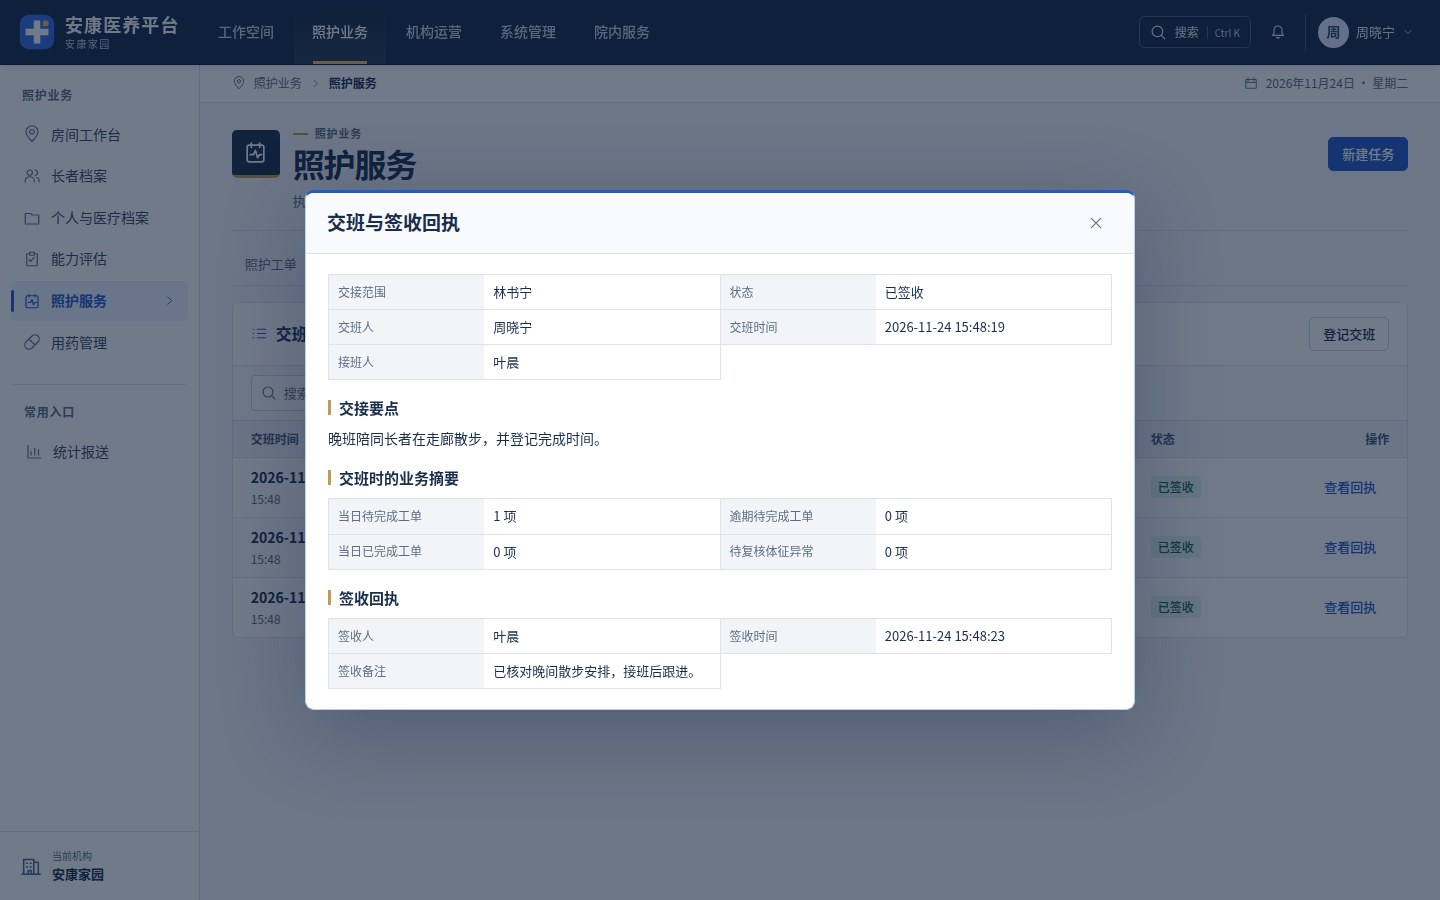 安康医养平台
安康家园
工作空间
照护业务
机构运营
系统管理
院内服务
搜索 Ctrl K
周 周晓宁
照护业务
房间工作台
长者档案
个人与医疗档案
能力评估
照护服务
用药管理
常用入口
统计报送
当前机构
安康家园
照护业务 > 照护服务
2026年11月24日 · 星期二
照护业务
照护服务
新建任务
执
照护工单
交班
登记交班
搜索
交班时间 状态 操作
2026-11 已签收 查看回执
15:48
2026-11 已签收 查看回执
15:48
2026-11 已签收 查看回执
15:48
交班与签收回执
交接范围 林书宁 状态 已签收
交班人 周晓宁 交班时间 2026-11-24 15:48:19
接班人 叶晨
交接要点
晚班陪同长者在走廊散步，并登记完成时间。
交班时的业务摘要
当日待完成工单 1 项 逾期待完成工单 0 项
当日已完成工单 0 项 待复核体征异常 0 项
签收回执
签收人 叶晨 签收时间 2026-11-24 15:48:23
签收备注 已核对晚间散步安排，接班后跟进。